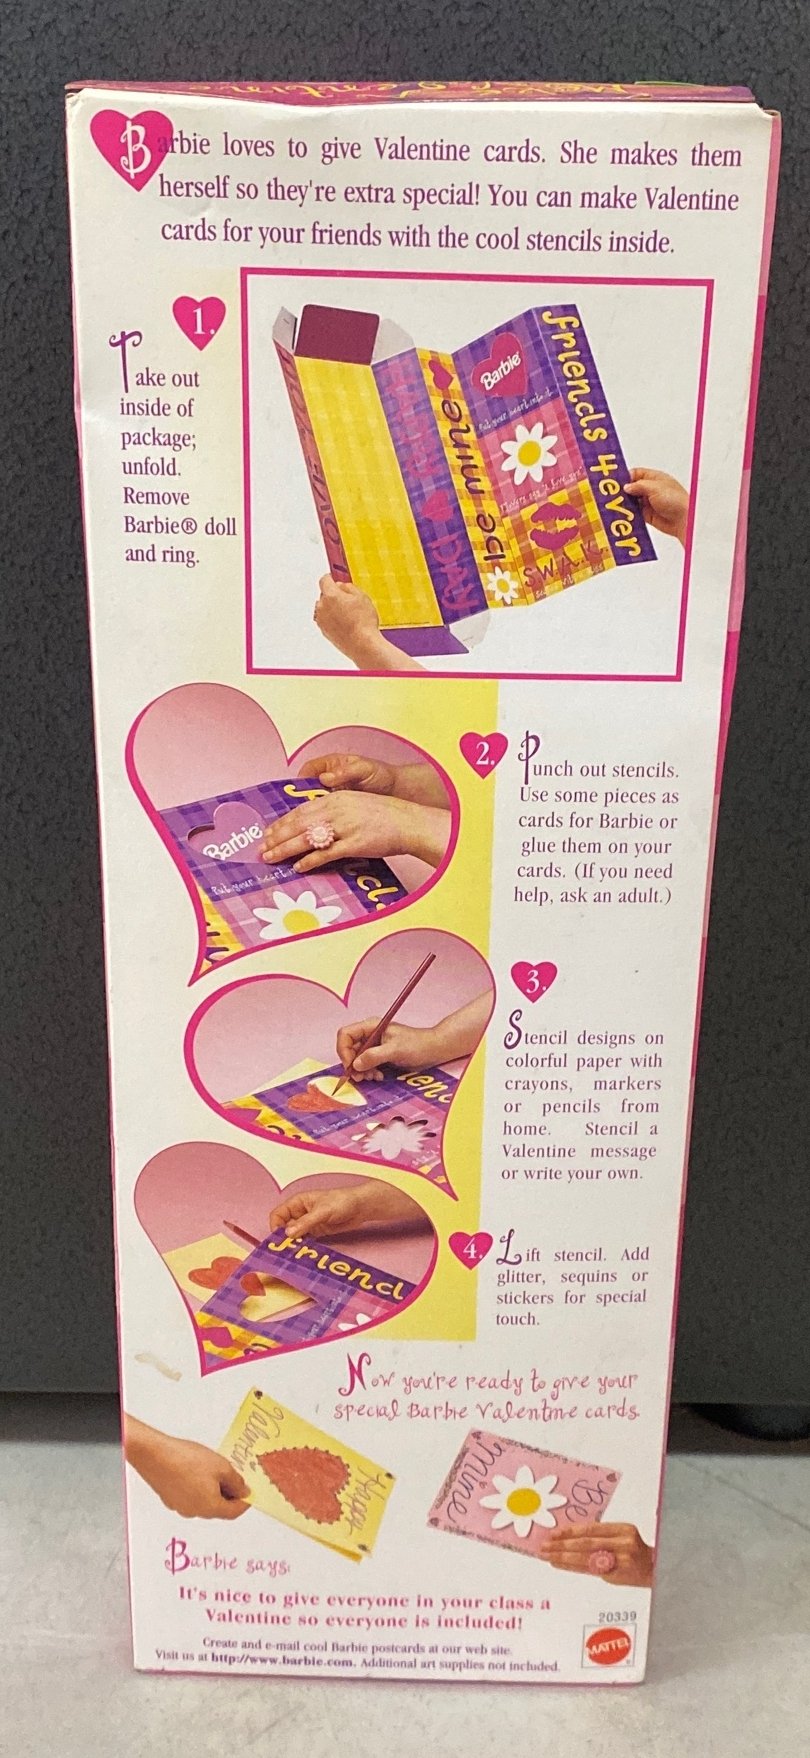 Barbie loves to give Valentine cards. She makes them
herself so they're extra special! You can make Valentine
cards for your friends with the cool stencils inside.
1.
Take out
inside of
package;
unfold.
Remove
Barbie® doll
and ring.
Barbie
friends 4ever
be mine
S.W.A.K.
2.
Punch out stencils.
Use some pieces as
cards for Barbie or
glue them on your
cards. (If you need
help, ask an adult.)
Barbie
Put your heart
3.
Stencil designs on
colorful paper with
crayons, markers
or pencils from
home. Stencil a
Valentine message
or write your own.
4.
Lift stencil. Add
glitter, sequins or
stickers for special
touch.
friend
Now you're ready to give your
special Barbie Valentine cards.
Happy
Valentine
Be
Mine
Barbie says:
It's nice to give everyone in your class a
Valentine so everyone is included!
Create and e-mail cool Barbie postcards at our web site.
Visit us at http://www.barbie.com. Additional art supplies not included.
20339
MATTEL